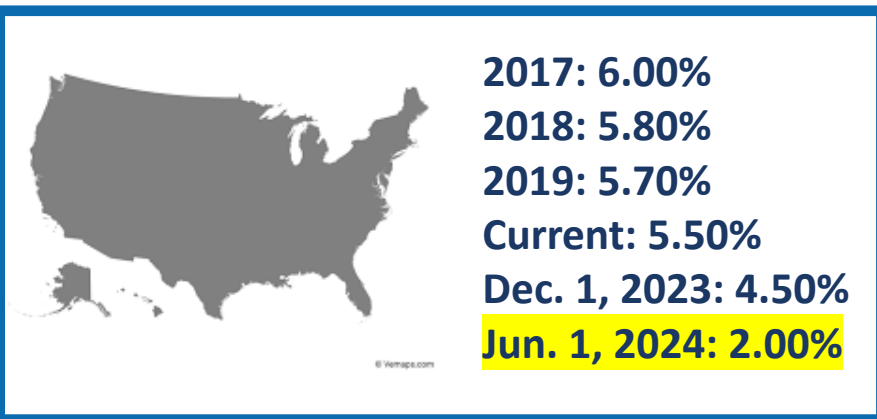 2017: 6.00%
2018: 5.80%
2019: 5.70%
Current: 5.50%
Dec. 1, 2023: 4.50%
Jun. 1, 2024: 2.00%
© Vemaps.com